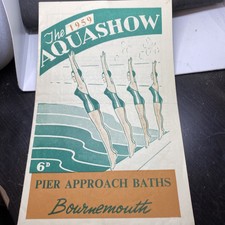 The 1959
AQUASHOW
6D
PIER APPROACH BATHS
Bournemouth